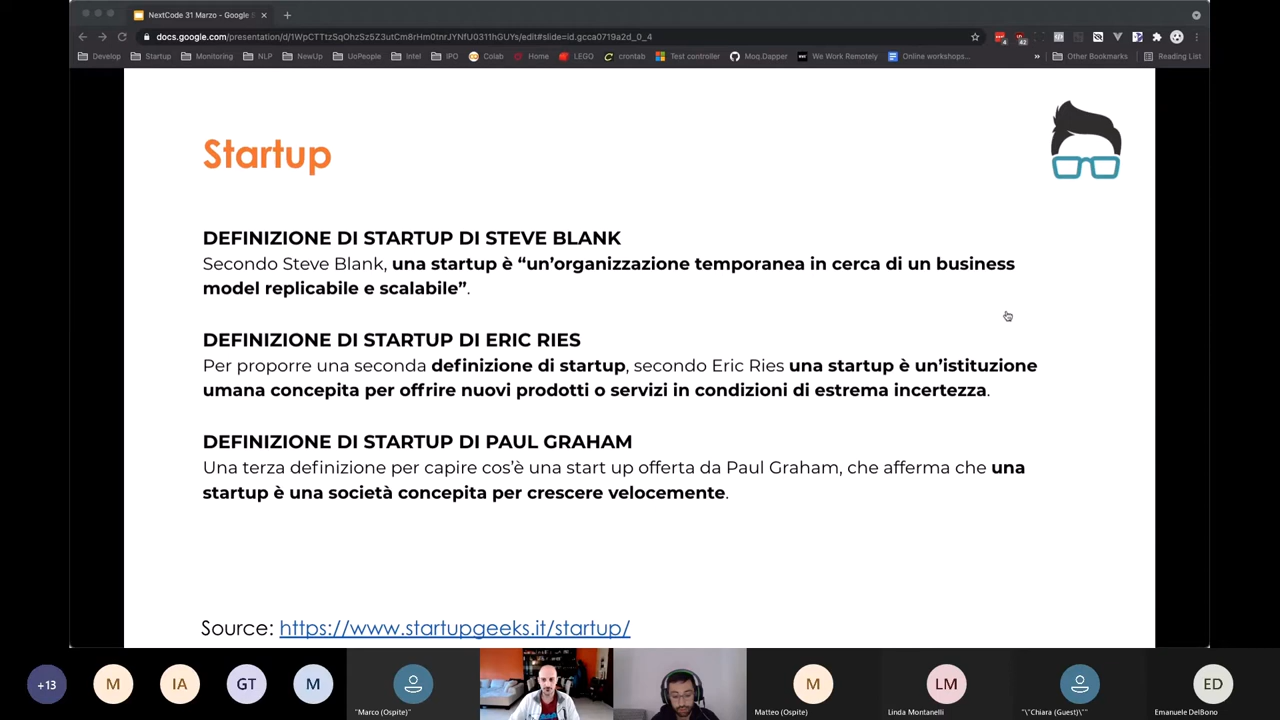 NextCode 31 Marzo - Google
docs.google.com/presentation/d/1WpCTTtzSqOhzSz5Z3utCm8rHm0tnrJYNfU0311hGUYs/edit#slide=id.gcca0719a2d_0_4
Develop Startup Monitoring NLP NewUp UoPeople Intel IPO Colab Home LEGO crontab Test controller Moq.Dapper We Work Remotely Online workshops... » Other Bookmarks Reading List
Startup
DEFINIZIONE DI STARTUP DI STEVE BLANK
Secondo Steve Blank, una startup è “un’organizzazione temporanea in cerca di un business
model replicabile e scalabile”.
DEFINIZIONE DI STARTUP DI ERIC RIES
Per proporre una seconda definizione di startup, secondo Eric Ries una startup è un’istituzione
umana concepita per offrire nuovi prodotti o servizi in condizioni di estrema incertezza.
DEFINIZIONE DI STARTUP DI PAUL GRAHAM
Una terza definizione per capire cos’è una start up offerta da Paul Graham, che afferma che una
startup è una società concepita per crescere velocemente.
Source: https://www.startupgeeks.it/startup/
+13 M IA GT M M LM ED
"Marco (Ospite)" Matteo (Ospite) Linda Montanelli "\"Chiara (Guest)\"" Emanuele DelBono